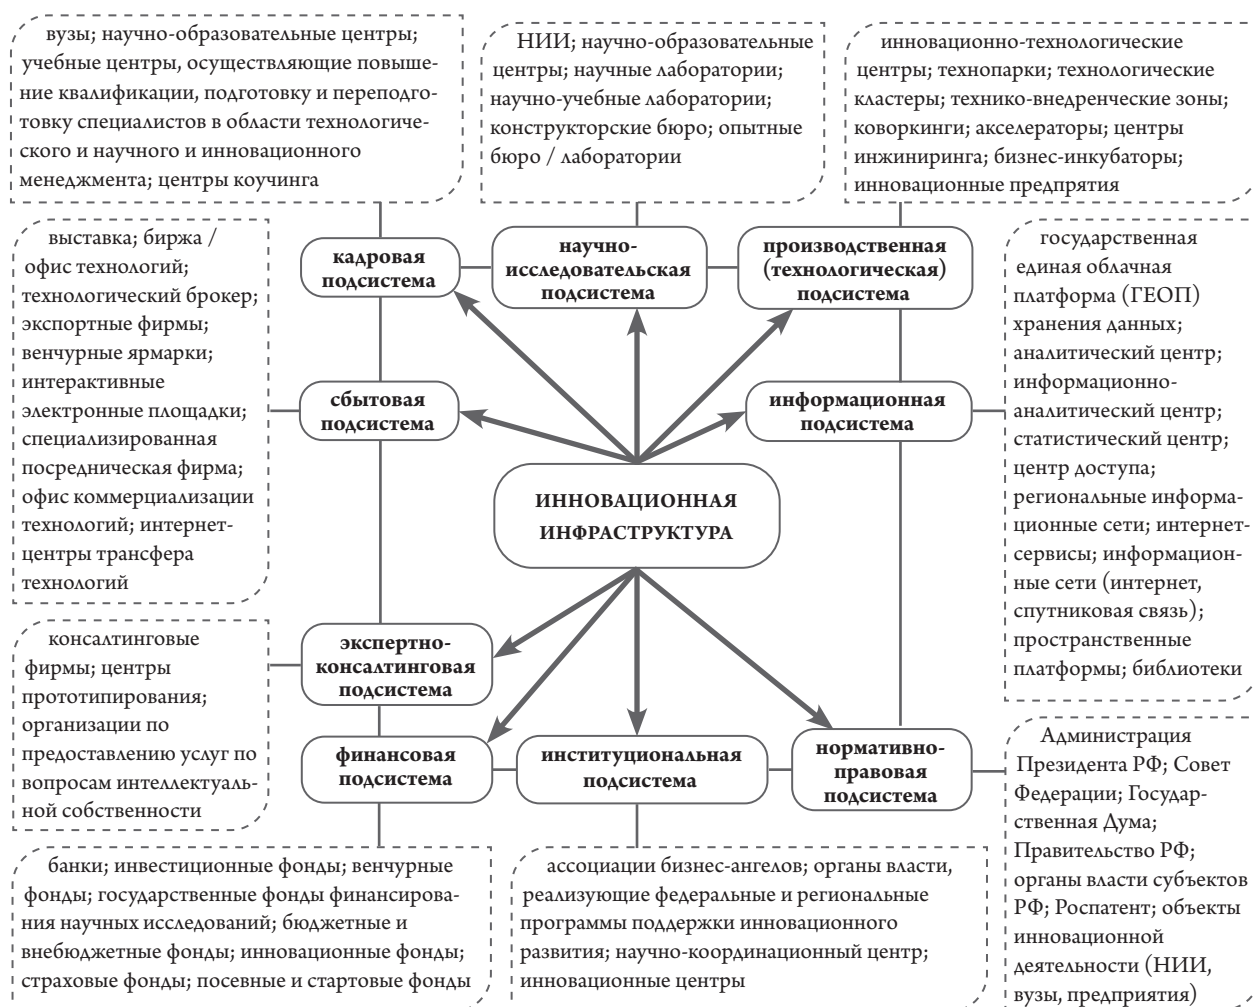 вузы; научно-образовательные центры;
учебные центры, осуществляющие повыше-
ние квалификации, подготовку и переподго-
товку специалистов в области технологиче-
ского и научного и инновационного
менеджмента; центры коучинга
НИИ; научно-образовательные
центры; научные лаборатории;
научно-учебные лаборатории;
конструкторские бюро; опытные
бюро / лаборатории
инновационно-технологические
центры; технопарки; технологические
кластеры; технико-внедренческие зоны;
коворкинги; акселераторы; центры
инжиниринга; бизнес-инкубаторы;
инновационные предпрятия
кадровая
подсистема
научно-
исследовательская
подсистема
производственная
(технологическая)
подсистема
выставка; биржа /
офис технологий;
технологический брокер;
экспортные фирмы;
венчурные ярмарки;
интерактивные
электронные площадки;
специализированная
посредническая фирма;
офис коммерциализации
технологий; интернет-
центры трансфера
технологий
сбытовая
подсистема
информационная
подсистема
государственная
единая облачная
платформа (ГЕОП)
хранения данных;
аналитический центр;
информационно-
аналитический центр;
статистический центр;
центр доступа;
региональные информа-
ционные сети; интернет-
сервисы; информацион-
ные сети (интернет,
спутниковая связь);
пространственные
платформы; библиотеки
ИННОВАЦИОННАЯ
ИНФРАСТРУКТУРА
консалтинговые
фирмы; центры
прототипирования;
организации по
предоставлению услуг по
вопросам интеллектуаль-
ной собственности
экспертно-
консалтинговая
подсистема
финансовая
подсистема
институциональная
подсистема
нормативно-
правовая
подсистема
Администрация
Президента РФ; Совет
Федерации; Государ-
ственная Дума;
Правительство РФ;
органы власти субъектов
РФ; Роспатент; объекты
инновационной
деятельности (НИИ,
вузы, предприятия)
банки; инвестиционные фонды; венчурные
фонды; государственные фонды финансирова-
ния научных исследований; бюджетные и
внебюджетные фонды; инновационные фонды;
страховые фонды; посевные и стартовые фонды
ассоциации бизнес-ангелов; органы власти,
реализующие федеральные и региональные
программы поддержки инновационного
развития; научно-координационный центр;
инновационные центры